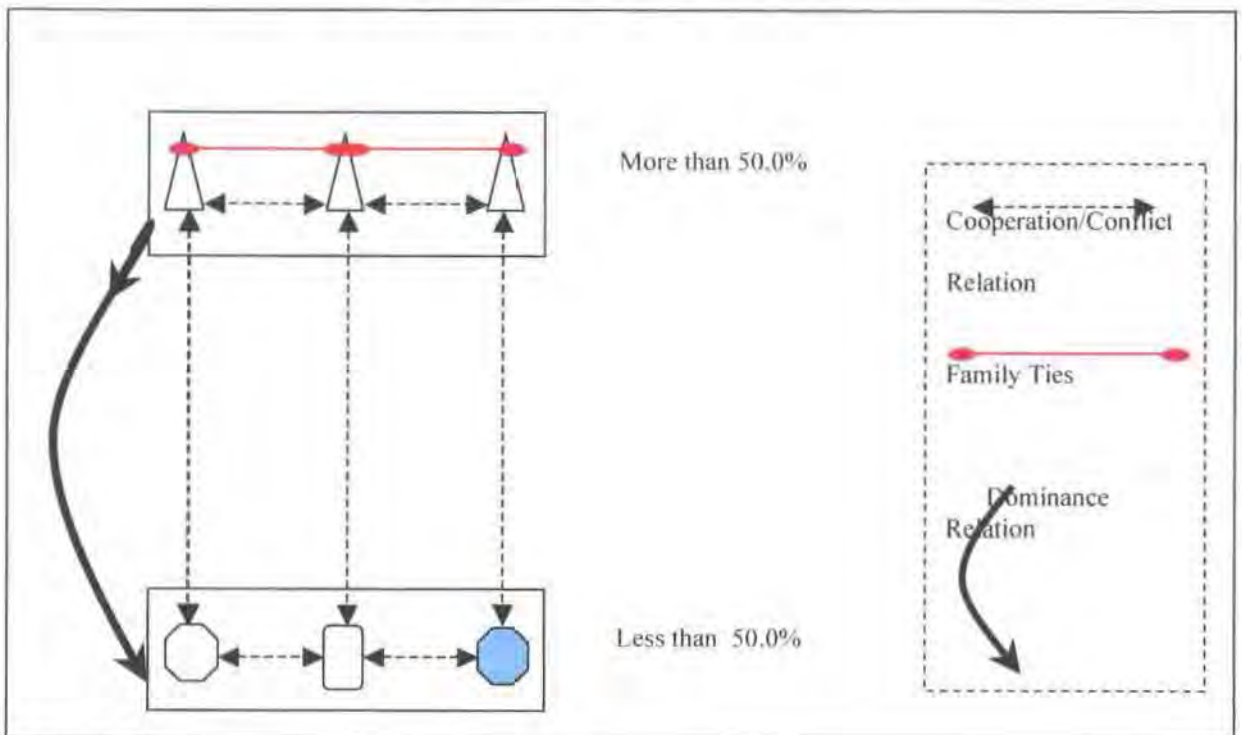 More than 50.0%
Cooperation/Conflict
Relation
Family Ties
Dominance
Relation
Less than 50.0%